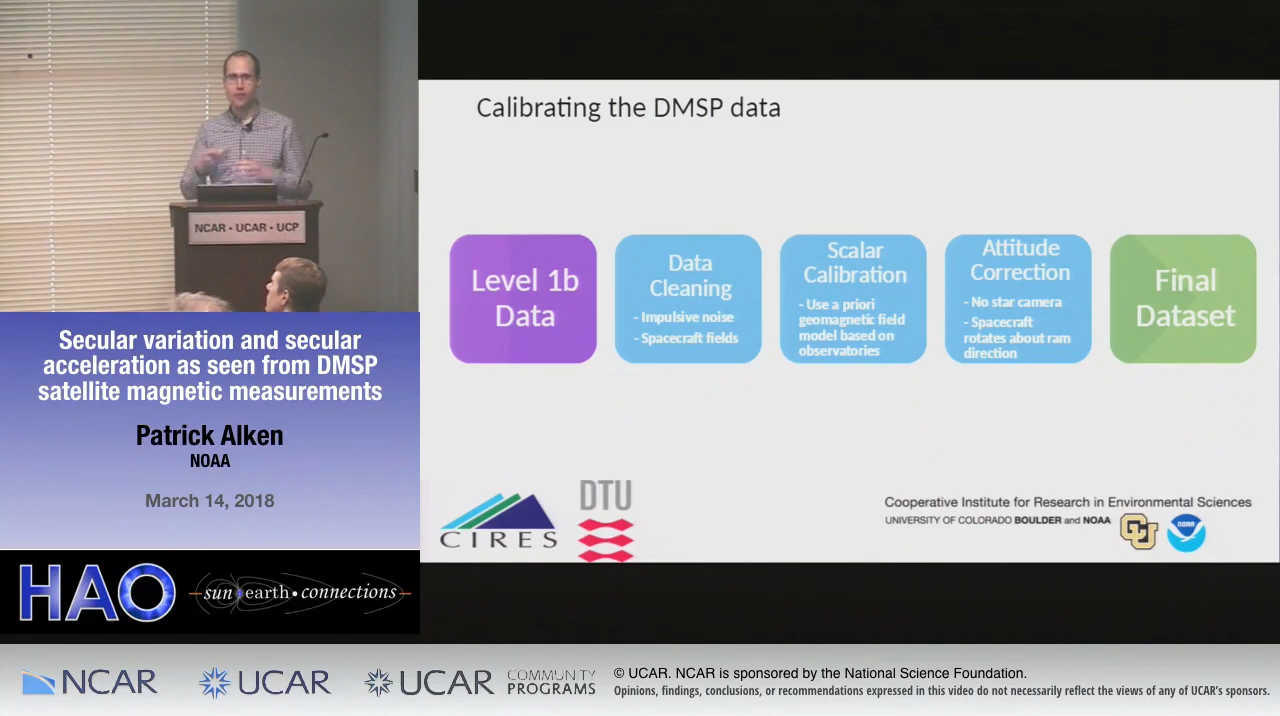 Calibrating the DMSP data
Level 1b
Data
Data
Cleaning
- Impulsive noise
- Spacecraft fields
Scalar
Calibration
- Use a priori
geomagnetic field
model based on
observatories
Attitude
Correction
- No star camera
- Spacecraft
rotates about ram
direction
Final
Dataset
NCAR • UCAR • UCP
Secular variation and secular
acceleration as seen from DMSP
satellite magnetic measurements
Patrick Alken
NOAA
March 14, 2018
CIRES
DTU
Cooperative Institute for Research in Environmental Sciences
UNIVERSITY OF COLORADO BOULDER and NOAA
CU
NOAA
HAO
sun•earth•connections
NCAR
UCAR
UCAR
COMMUNITY
PROGRAMS
© UCAR. NCAR is sponsored by the National Science Foundation.
Opinions, findings, conclusions, or recommendations expressed in this video do not necessarily reflect the views of any of UCAR's sponsors.